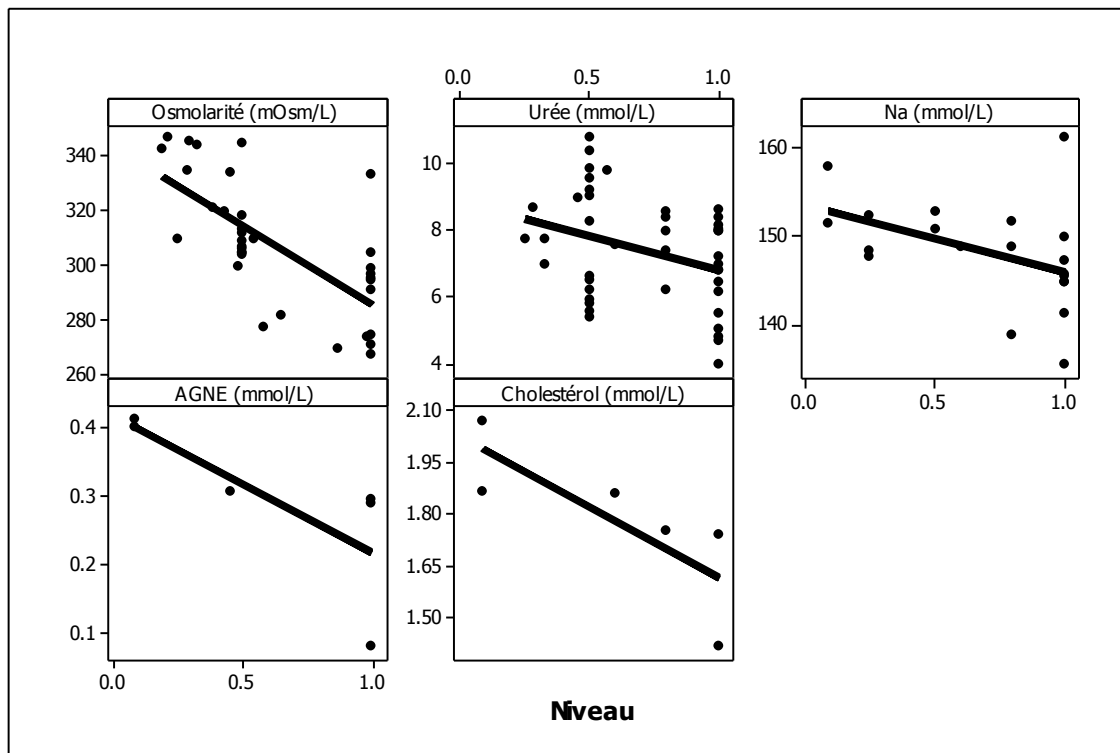 0.0 0.5 1.0
Osmolarité (mOsm/L) Urée (mmol/L) Na (mmol/L)
340 10 160
320 8 150
300 6 140
280 4
260
0.0 0.5 1.0
AGNE (mmol/L) Cholestérol (mmol/L)
0.4 2.10
0.3 1.95
0.2 1.80
0.1 1.65
1.50
0.0 0.5 1.0
Niveau